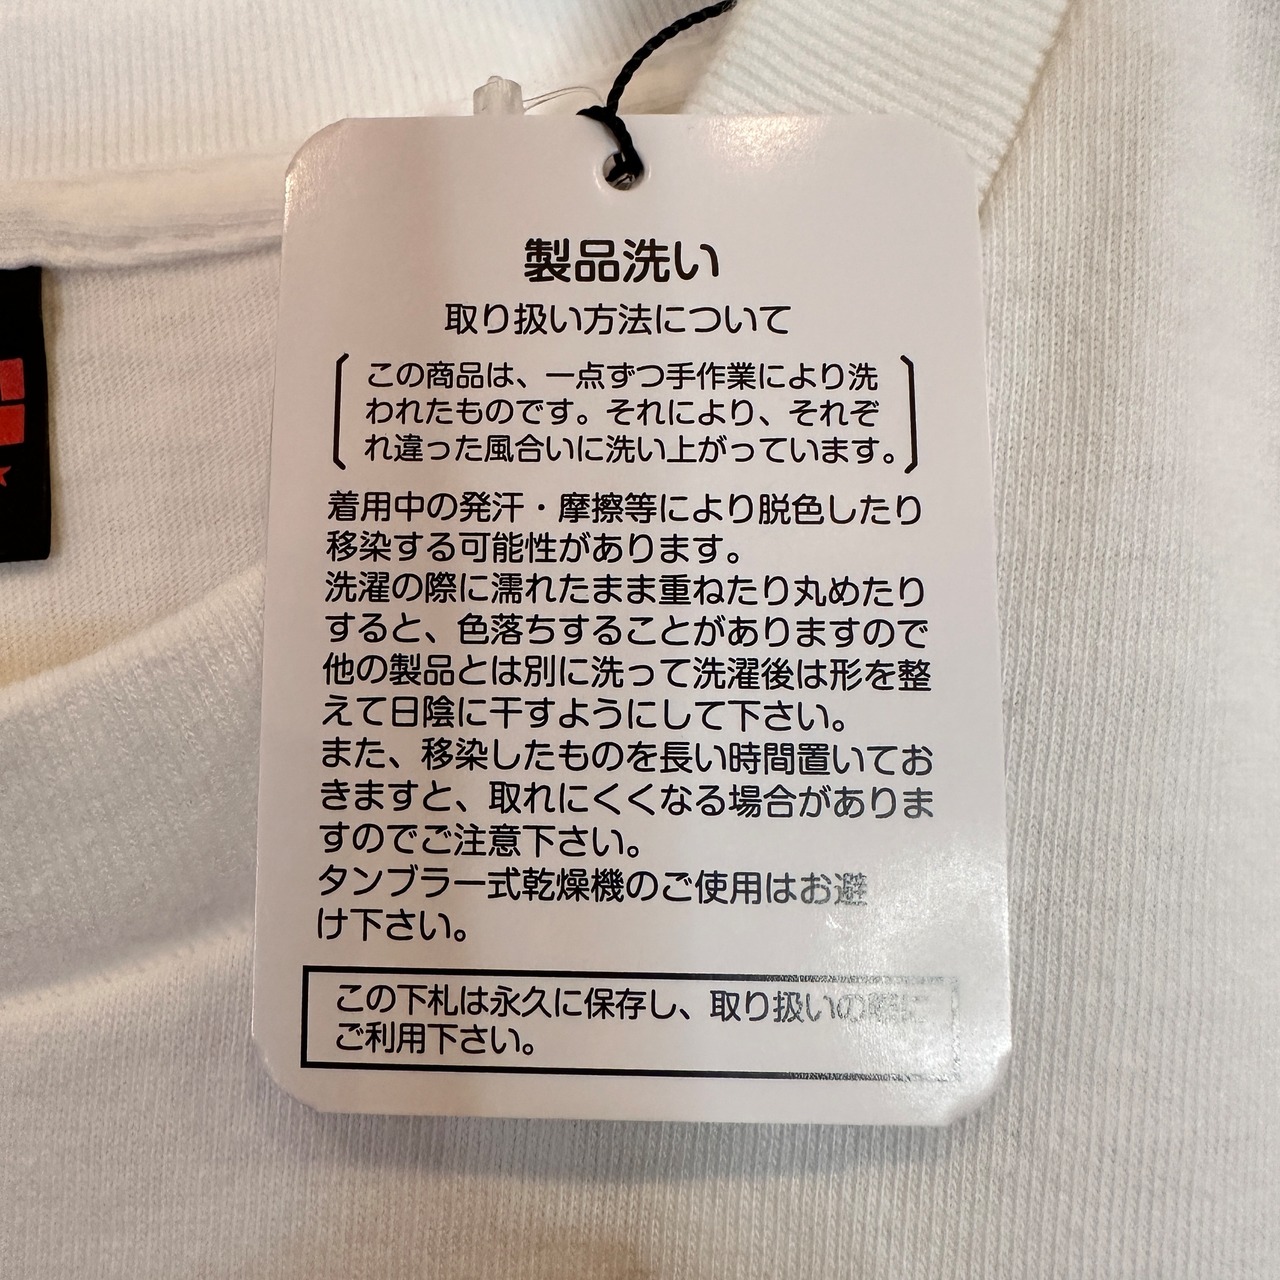 製品洗い
取り扱い方法について
この商品は、一点ずつ手作業により洗
われたものです。それにより、それぞ
れ違った風合いに洗い上がっています。
着用中の発汗・摩擦等により脱色したり
移染する可能性があります。
洗濯の際に濡れたまま重ねたり丸めたり
すると、色落ちすることがありますので
他の製品とは別に洗って洗濯後は形を整
えて日陰に干すようにして下さい。
また、移染したものを長い時間置いてお
きますと、取れにくくなる場合がありま
すのでご注意下さい。
タンブラー式乾燥機のご使用はお避
け下さい。
この下札は永久に保存し、取り扱いの際に
ご利用下さい。